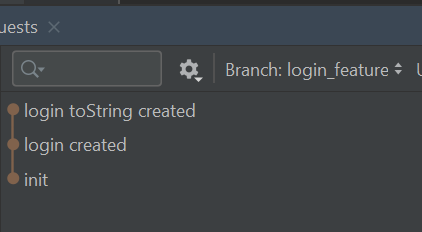 uests
Branch: login_feature
login toString created
login created
init